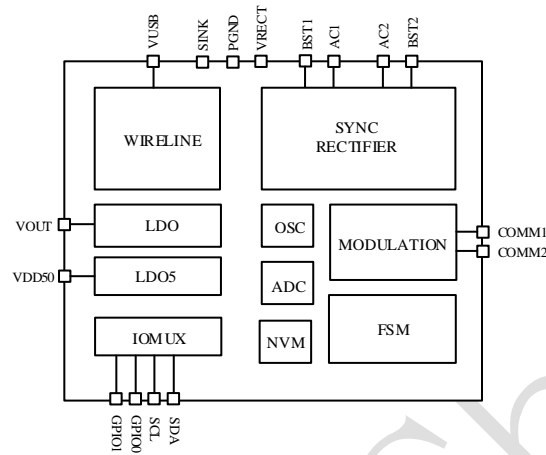 VUSB
SINK
PGND
VRECT
BST1
AC1
AC2
BST2
WIRELINE
SYNC
RECTIFIER
VOUT
LDO
OSC
MODULATION
COMM1
COMM2
VDD50
LDO5
ADC
IOMUX
NVM
FSM
GPIO1
GPIO0
SCL
SDA